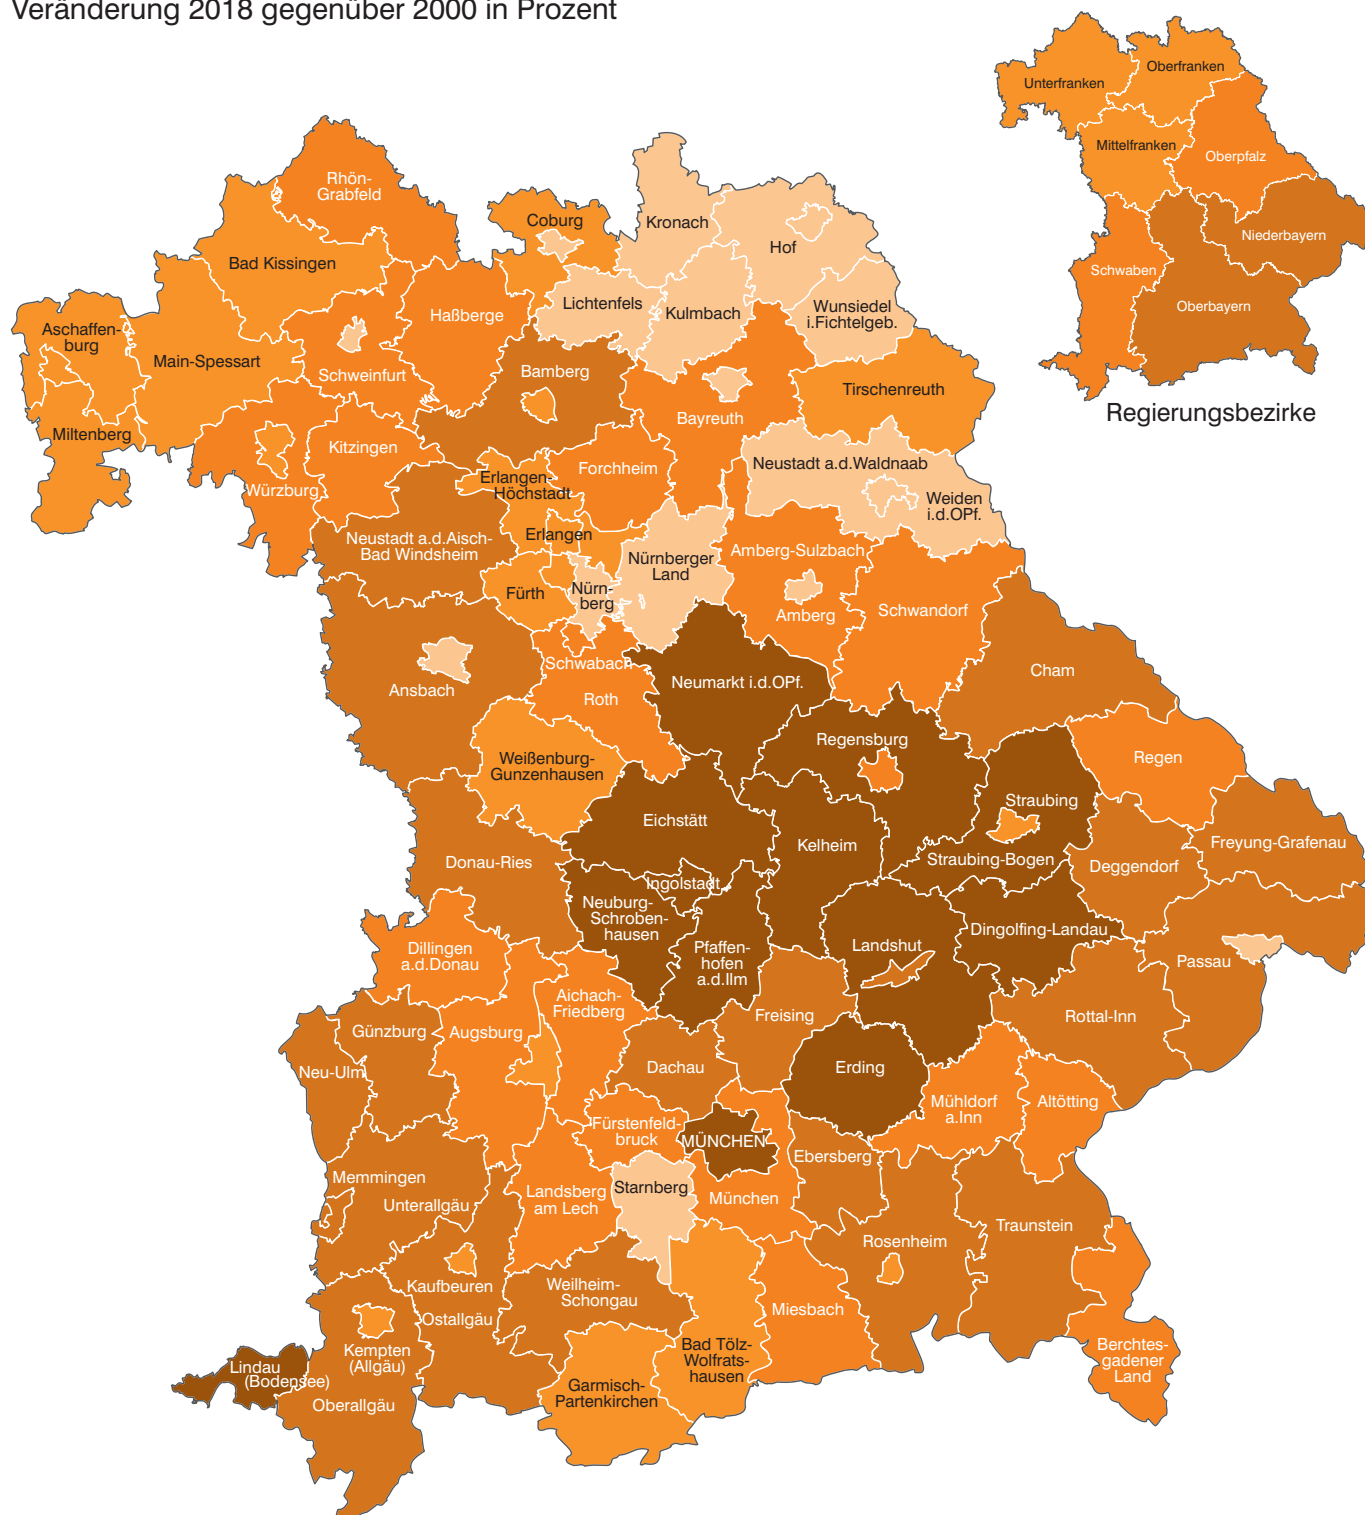 Veränderung 2018 gegenüber 2000 in Prozent
Unterfranken
Oberfranken
Mittelfranken
Oberpfalz
Niederbayern
Schwaben
Oberbayern
Regierungsbezirke
Rhön-
Grabfeld
Coburg
Kronach
Hof
Bad Kissingen
Lichtenfels
Kulmbach
Wunsiedel
i.Fichtelgeb.
Haßberge
Aschaffen-
burg
Main-Spessart
Schweinfurt
Bamberg
Tirschenreuth
Bayreuth
Miltenberg
Kitzingen
Würzburg
Forchheim
Erlangen-
Höchstadt
Neustadt a.d.Waldnaab
Weiden
i.d.OPf.
Neustadt a.d.Aisch-
Bad Windsheim
Erlangen
Nürnberger
Land
Amberg-Sulzbach
Fürth
Nürn-
berg
Amberg
Schwandorf
Schwabach
Ansbach
Roth
Neumarkt i.d.OPf.
Cham
Weißenburg-
Gunzenhausen
Regensburg
Regen
Straubing
Eichstätt
Kelheim
Straubing-Bogen
Freyung-Grafenau
Deggendorf
Donau-Ries
Ingolstadt
Neuburg-
Schroben-
hausen
Dingolfing-Landau
Landshut
Pfaffen-
hofen
a.d.Ilm
Dillingen
a.d.Donau
Passau
Aichach-
Friedberg
Freising
Rottal-Inn
Günzburg
Augsburg
Neu-Ulm
Dachau
Erding
Mühldorf
a.Inn
Altötting
Fürstenfeld-
bruck
MÜNCHEN
Ebersberg
Memmingen
Unterallgäu
Landsberg
am Lech
Starnberg
München
Traunstein
Rosenheim
Kaufbeuren
Weilheim-
Schongau
Ostallgäu
Miesbach
Kempten
(Allgäu)
Bad Tölz-
Wolfrats-
hausen
Berchtes-
gadener
Land
Lindau
(Bodensee)
Garmisch-
Partenkirchen
Oberallgäu